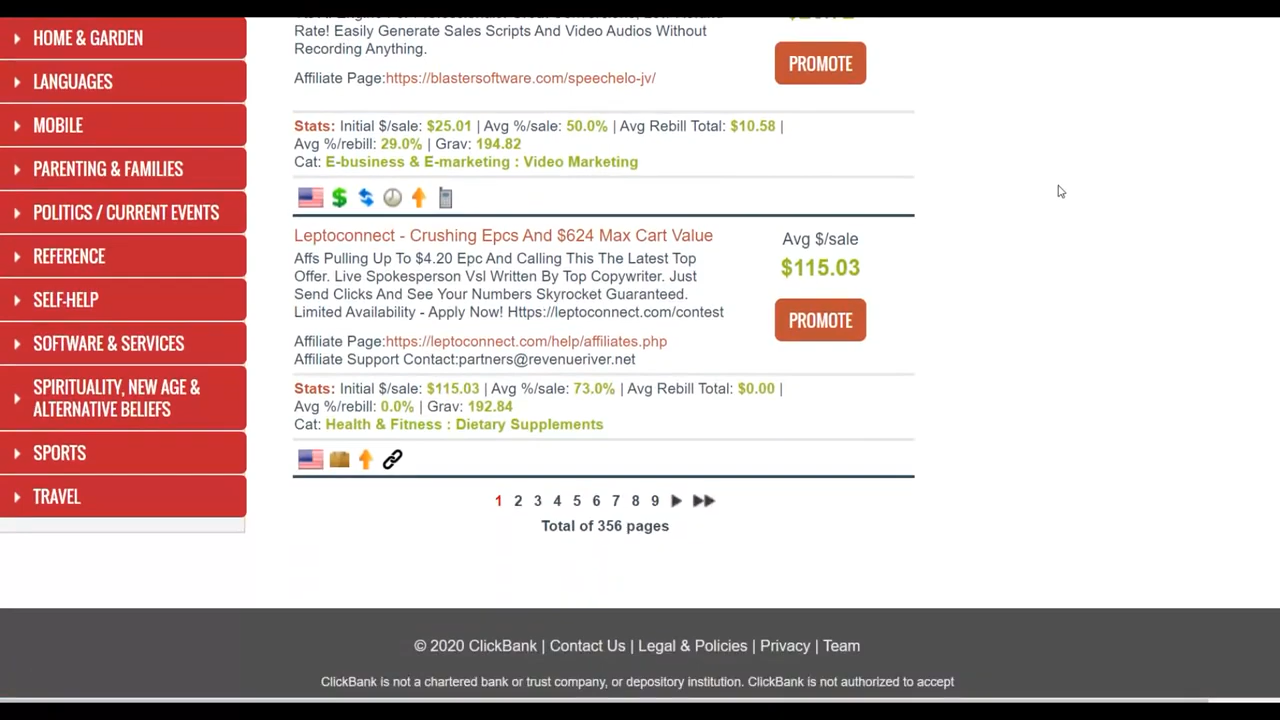 HOME & GARDEN
LANGUAGES
MOBILE
PARENTING & FAMILIES
POLITICS / CURRENT EVENTS
REFERENCE
SELF-HELP
SOFTWARE & SERVICES
SPIRITUALITY, NEW AGE &
ALTERNATIVE BELIEFS
SPORTS
TRAVEL
Rate! Easily Generate Sales Scripts And Video Audios Without
Recording Anything.
PROMOTE
Affiliate Page:https://blastersoftware.com/speechelo-jv/
Stats: Initial $/sale: $25.01 | Avg %/sale: 50.0% | Avg Rebill Total: $10.58 |
Avg %/rebill: 29.0% | Grav: 194.82
Cat: E-business & E-marketing : Video Marketing
Leptoconnect - Crushing Epcs And $624 Max Cart Value
Affs Pulling Up To $4.20 Epc And Calling This The Latest Top
Offer. Live Spokesperson Vsl Written By Top Copywriter. Just
Send Clicks And See Your Numbers Skyrocket Guaranteed.
Limited Availability - Apply Now! Https://leptoconnect.com/contest
Avg $/sale
$115.03
PROMOTE
Affiliate Page:https://leptoconnect.com/help/affiliates.php
Affiliate Support Contact:partners@revenueriver.net
Stats: Initial $/sale: $115.03 | Avg %/sale: 73.0% | Avg Rebill Total: $0.00 |
Avg %/rebill: 0.0% | Grav: 192.84
Cat: Health & Fitness : Dietary Supplements
1 2 3 4 5 6 7 8 9
Total of 356 pages
© 2020 ClickBank | Contact Us | Legal & Policies | Privacy | Team
ClickBank is not a chartered bank or trust company, or depository institution. ClickBank is not authorized to accept